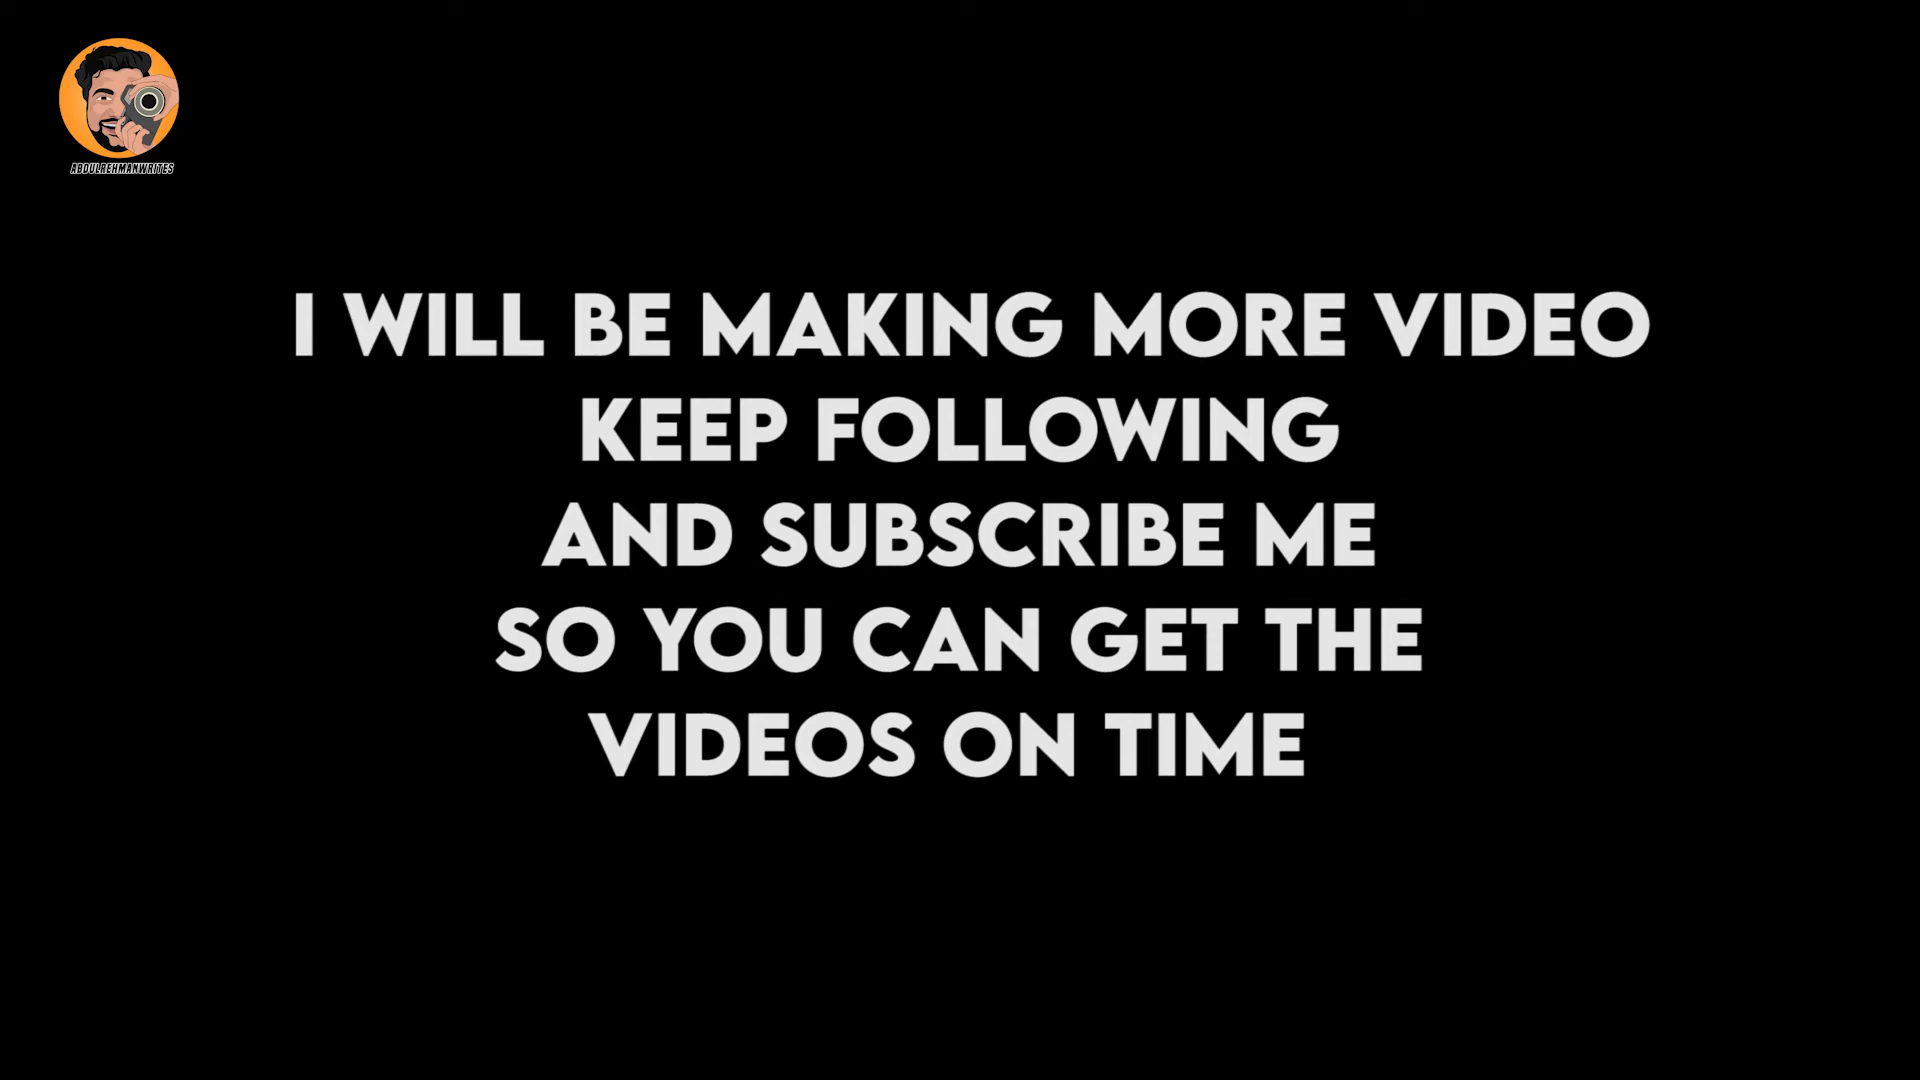 ABDULREHMANWRITES
I WILL BE MAKING MORE VIDEO
KEEP FOLLOWING
AND SUBSCRIBE ME
SO YOU CAN GET THE
VIDEOS ON TIME